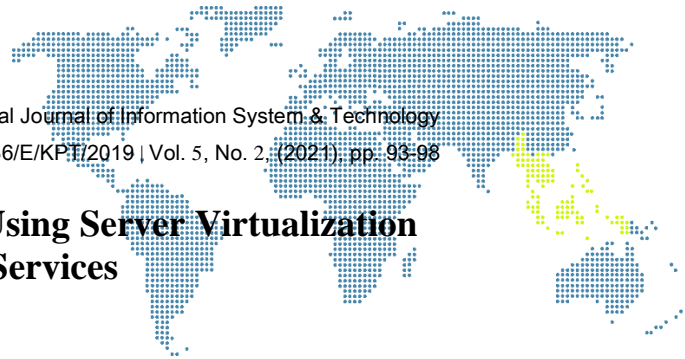 al Journal of Information System & Technology
6/E/KPT/2019 | Vol. 5, No. 2, (2021), pp. 93-98
Using Server Virtualization
Services